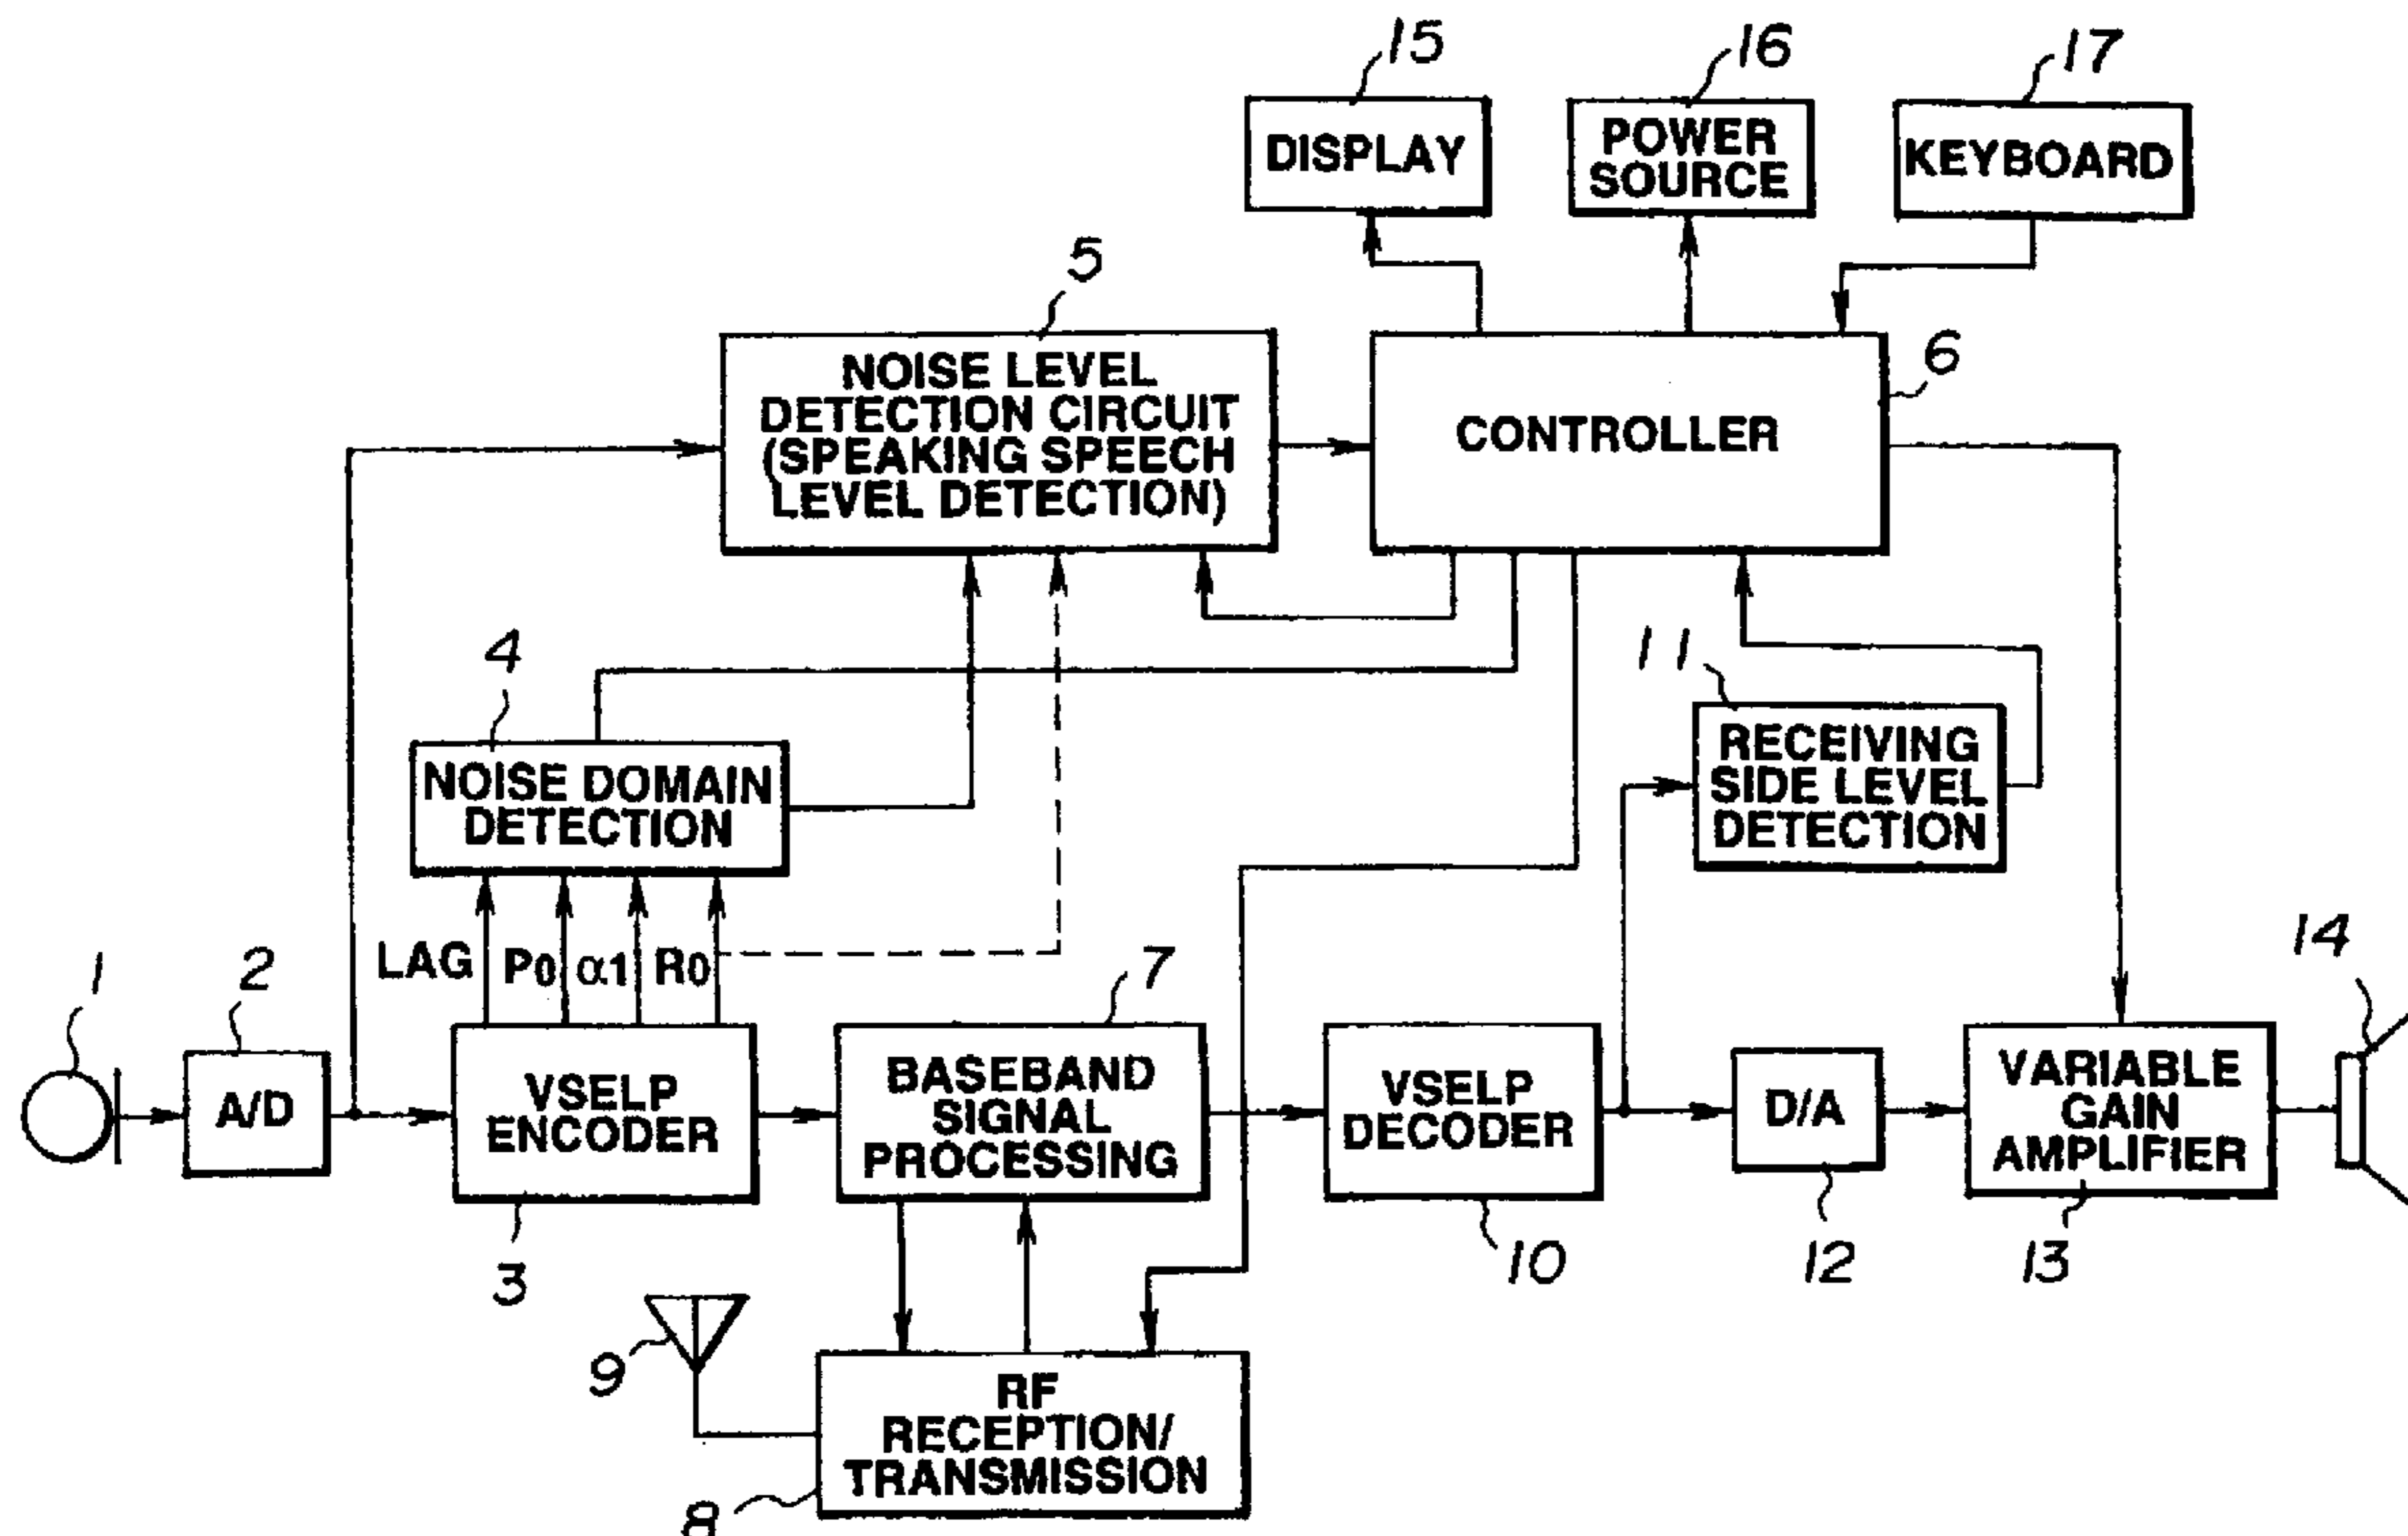 15
16
17
DISPLAY
POWER
SOURCE
KEYBOARD
5
6
NOISE LEVEL
DETECTION CIRCUIT
(SPEAKING SPEECH
LEVEL DETECTION)
CONTROLLER
4
11
NOISE DOMAIN
DETECTION
RECEIVING
SIDE LEVEL
DETECTION
LAG
P0
α1
R0
1
2
7
14
A/D
VSELP
ENCODER
BASEBAND
SIGNAL
PROCESSING
VSELP
DECODER
D/A
VARIABLE
GAIN
AMPLIFIER
3
10
12
13
9
RF
RECEPTION/
TRANSMISSION
8